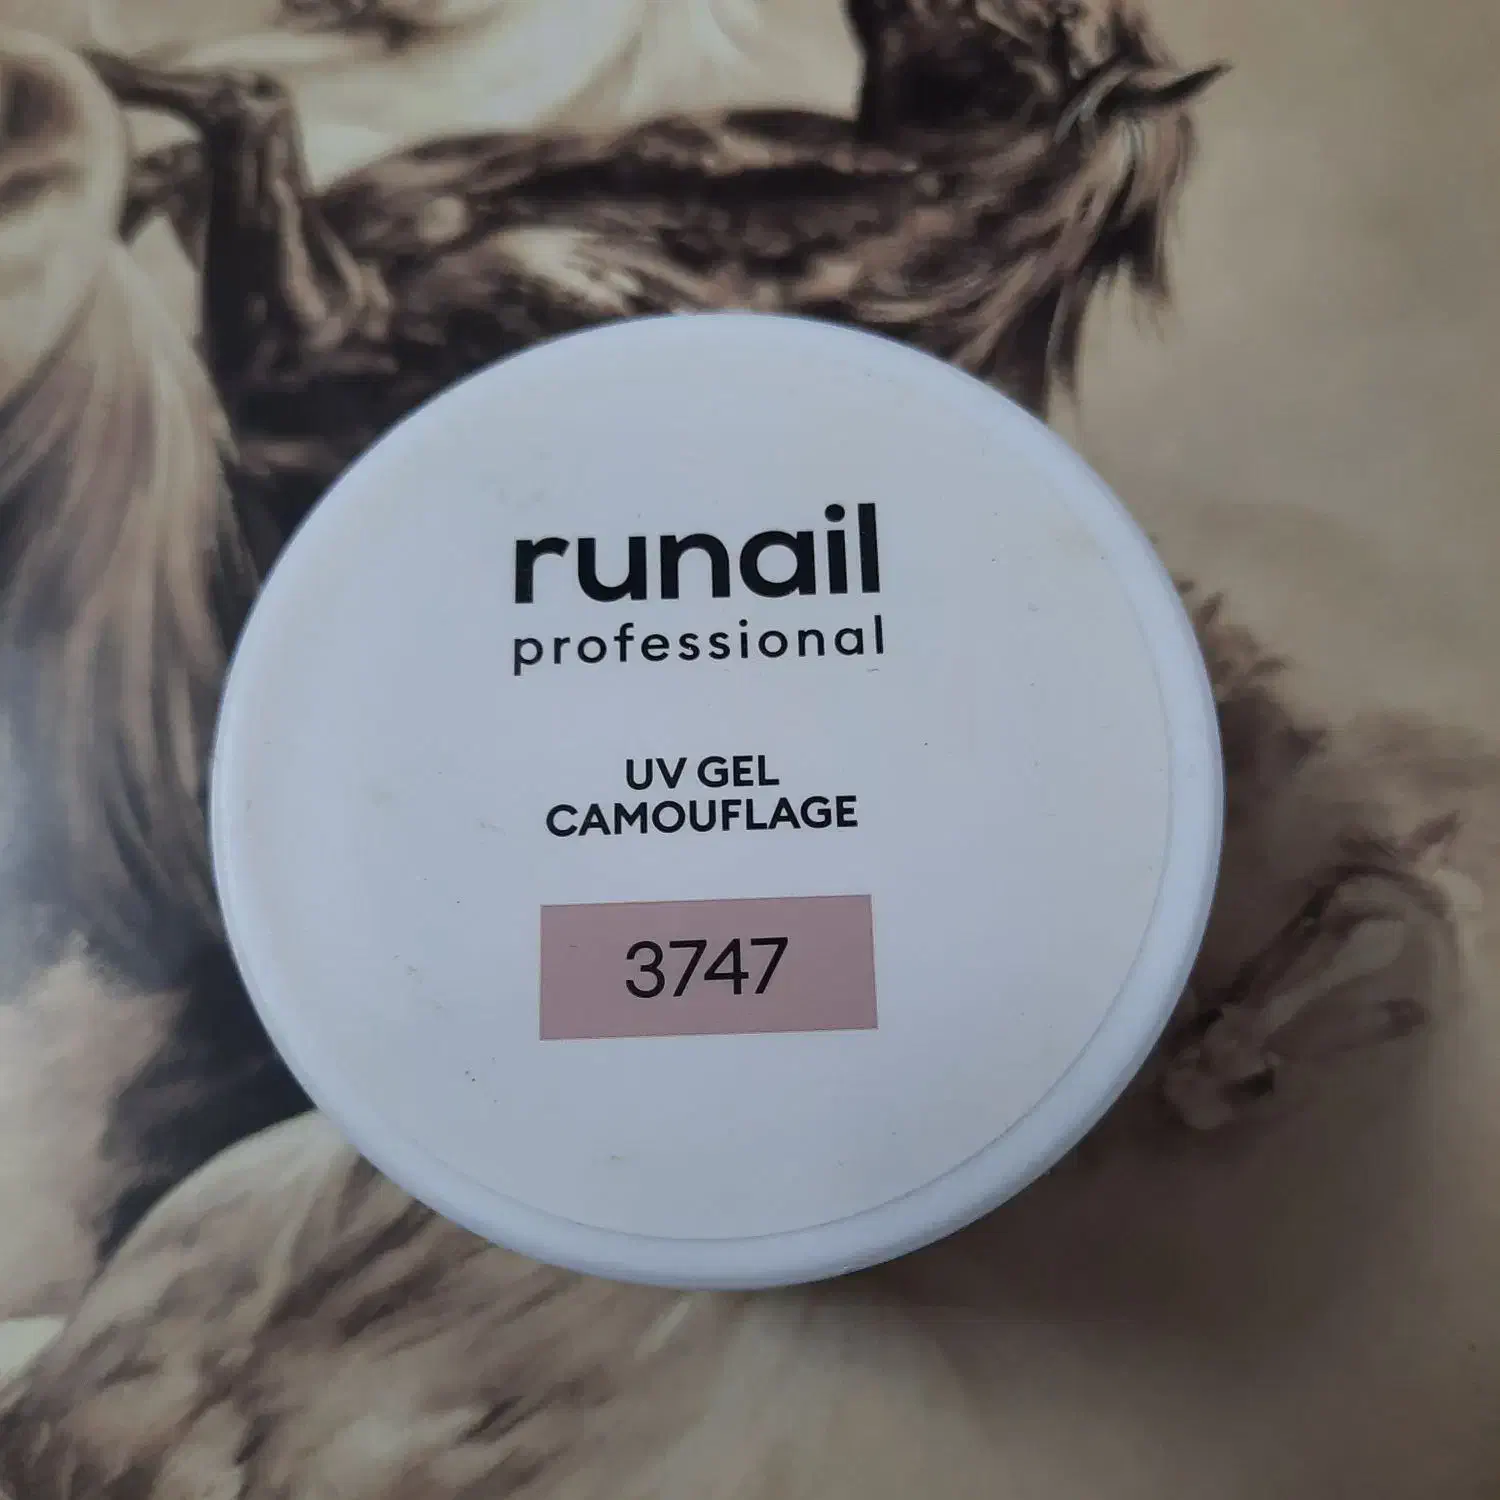 runail
professional
UV GEL
CAMOUFLAGE
3747